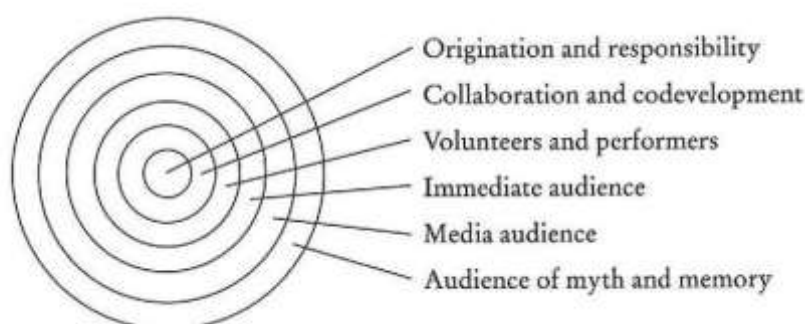 Origination and responsibility
Collaboration and codevelopment
Volunteers and performers
Immediate audience
Media audience
Audience of myth and memory